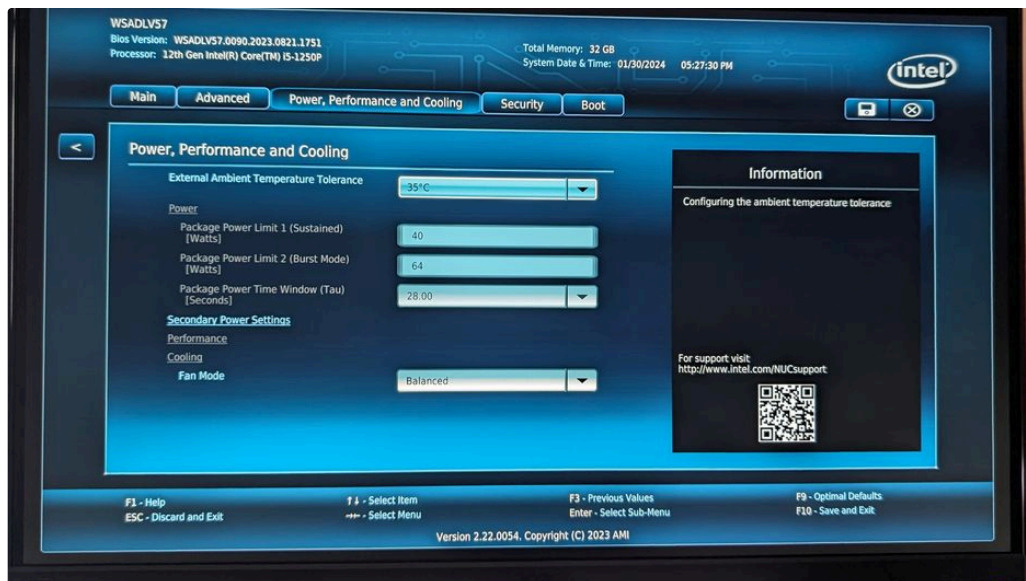 WSADLV57
Bios Version: WSADLV57.0090.2023.0821.1751
Processor: 12th Gen Intel(R) Core(TM) i5-1250P
Total Memory: 32 GB
System Date & Time: 01/30/2024 05:27:30 PM
intel
Main
Advanced
Power, Performance and Cooling
Security
Boot
<
Power, Performance and Cooling
External Ambient Temperature Tolerance
35°C
Power
Package Power Limit 1 (Sustained)
[Watts]
40
Package Power Limit 2 (Burst Mode)
[Watts]
64
Package Power Time Window (Tau)
[Seconds]
28.00
Secondary Power Settings
Performance
Cooling
Fan Mode
Balanced
Information
Configuring the ambient temperature tolerance
For support visit
http://www.intel.com/NUCsupport
F1 - Help
ESC - Discard and Exit
↑↓ - Select Item
→← - Select Menu
F3 - Previous Values
Enter - Select Sub-Menu
F9 - Optimal Defaults
F10 - Save and Exit
Version 2.22.0054. Copyright (C) 2023 AMI